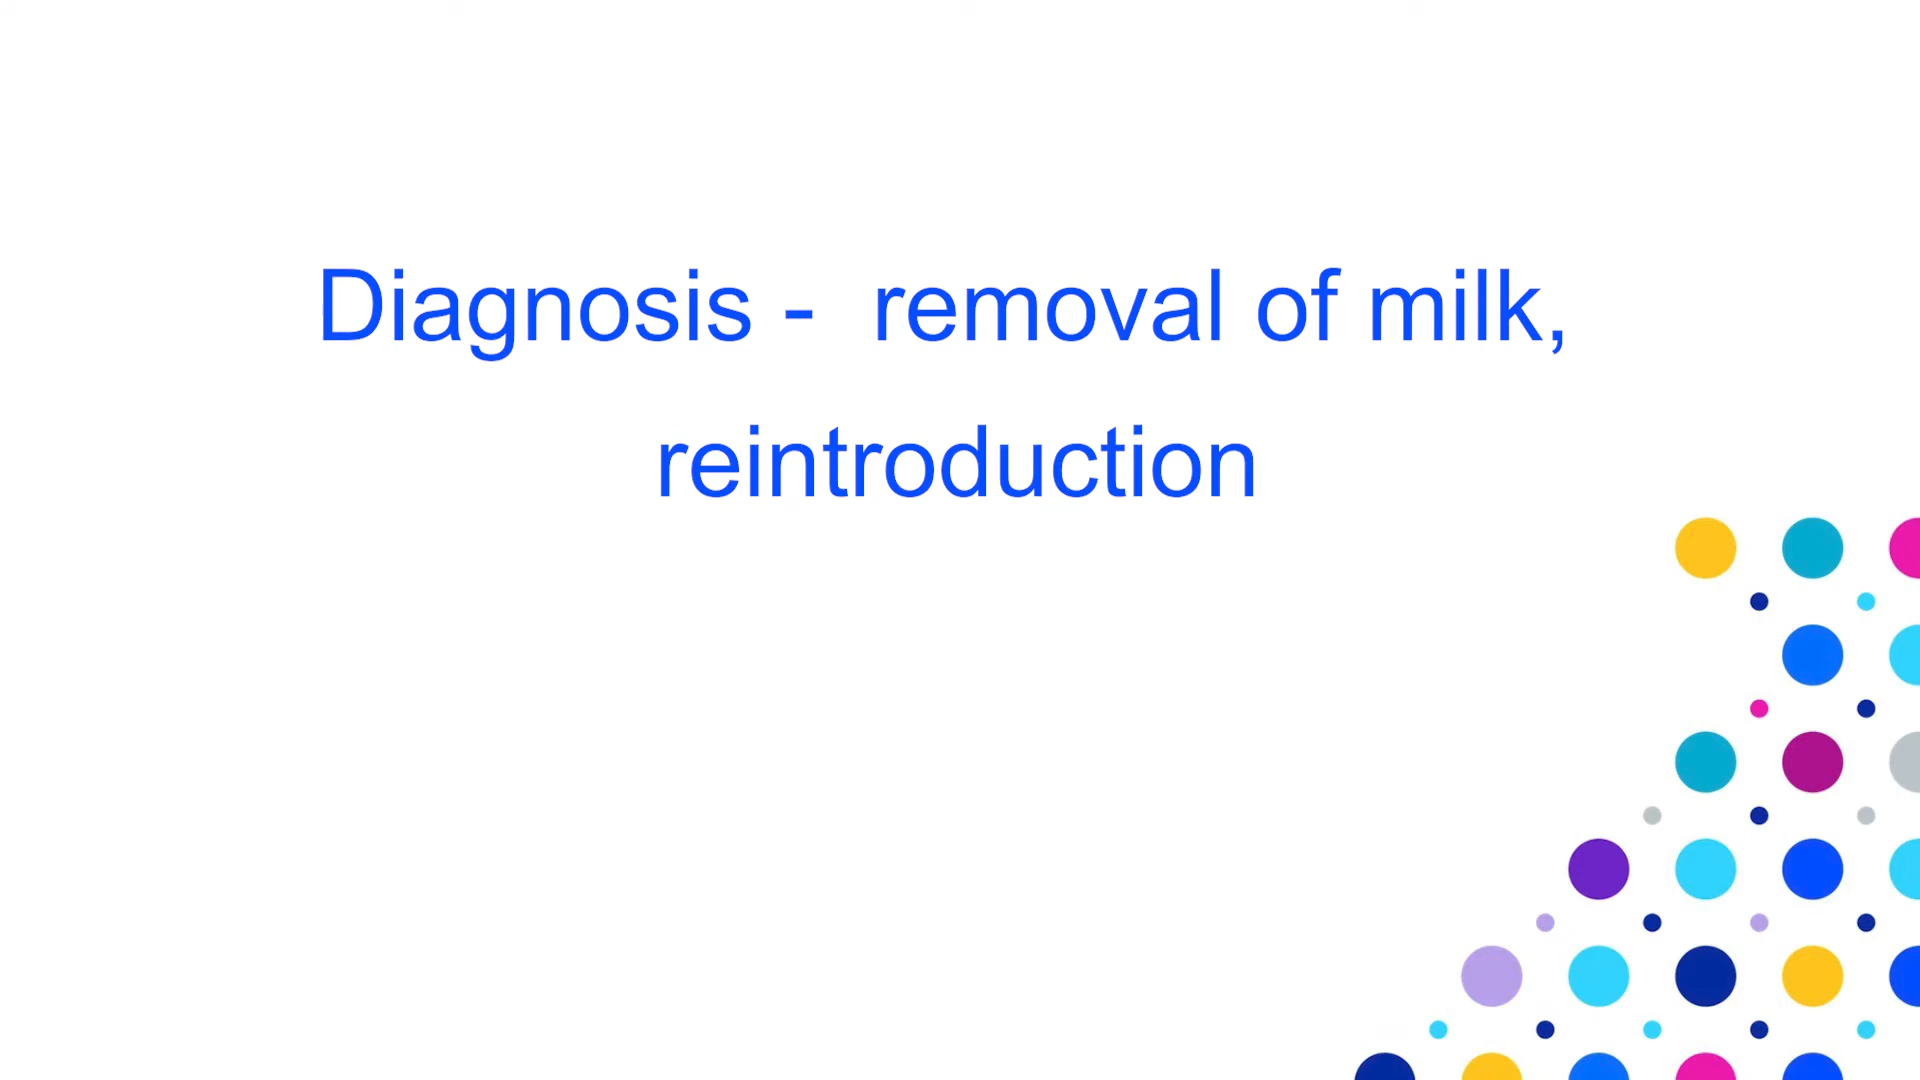 Diagnosis -  removal of milk,
reintroduction